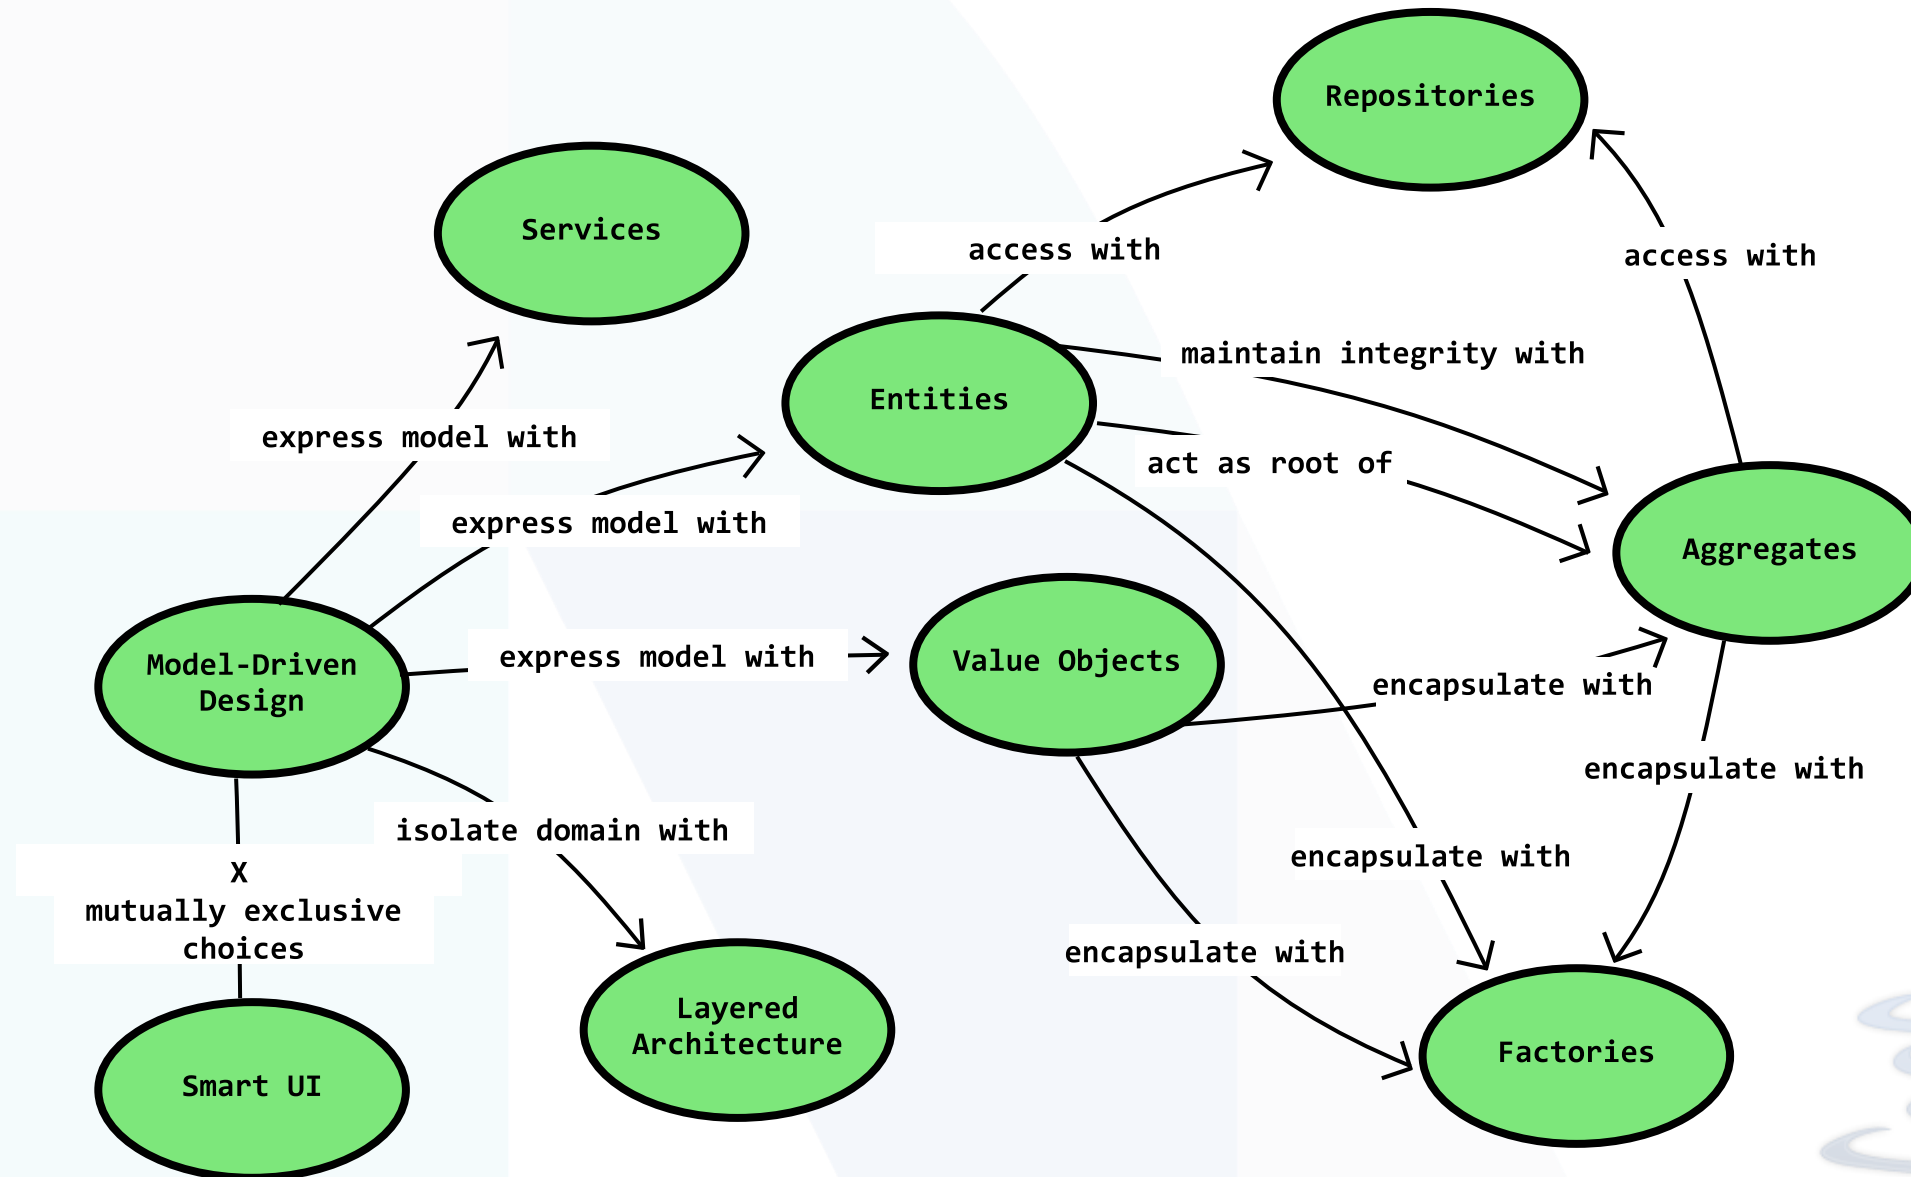 Repositories
Services
access with
access with
maintain integrity with
Entities
express model with
act as root of
express model with
Aggregates
express model with
Value Objects
Model-Driven
Design
encapsulate with
encapsulate with
isolate domain with
encapsulate with
X
mutually exclusive
choices
encapsulate with
Layered
Architecture
Factories
Smart UI